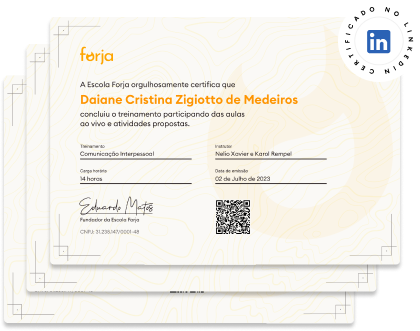 CERTIFICADO NO LINKEDIN
in
forja
A Escola Forja orgulhosamente certifica que
Daiane Cristina Zigiotto de Medeiros
concluiu o treinamento participando das aulas
ao vivo e atividades propostas.
Treinamento
Instrutor
Comunicação Interpessoal
Nelio Xavier e Karol Rempel
Carga horária
Data de emissão
14 horas
02 de Julho de 2023
Eduardo Matos
Fundador da Escola Forja
CNPJ: 31.235.147/0001-48